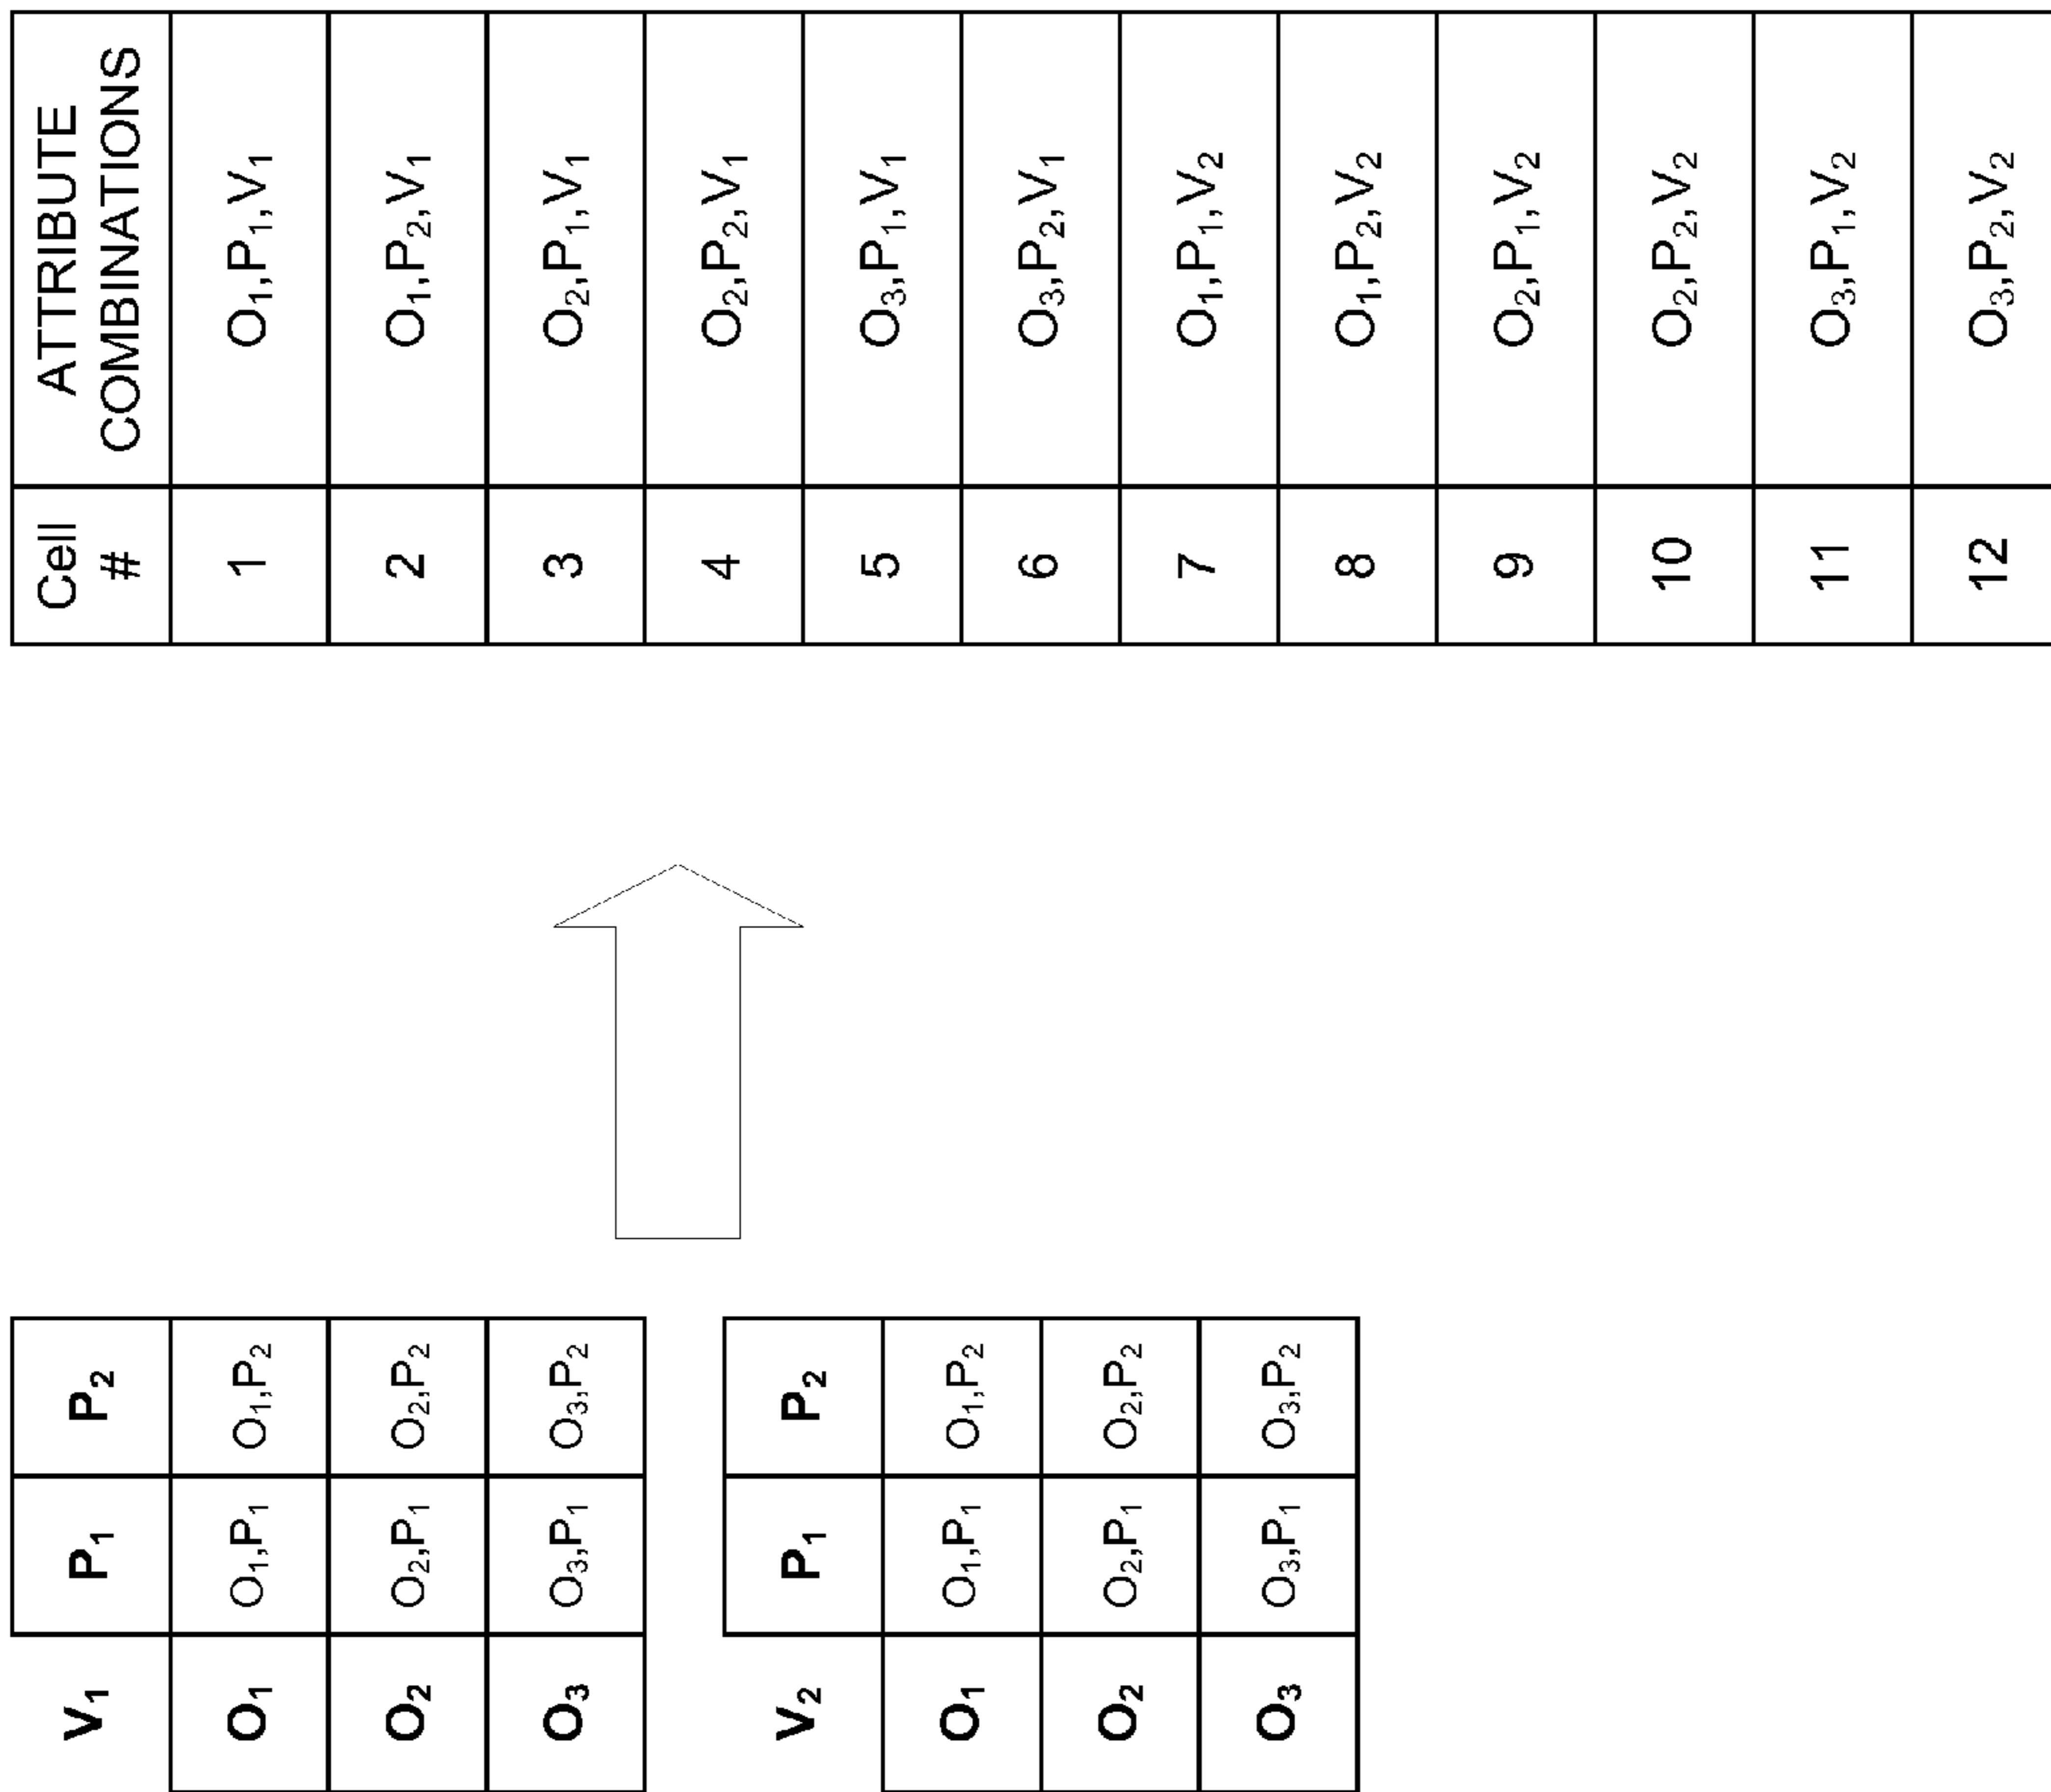 V₁ P₁ P₂
O₁ O₁,P₁ O₁,P₂
O₂ O₂,P₁ O₂,P₂
O₃ O₃,P₁ O₃,P₂
V₂ P₁ P₂
O₁ O₁,P₁ O₁,P₂
O₂ O₂,P₁ O₂,P₂
O₃ O₃,P₁ O₃,P₂
Cell
#
ATTRIBUTE
COMBINATIONS
1 O₁,P₁,V₁
2 O₁,P₂,V₁
3 O₂,P₁,V₁
4 O₂,P₂,V₁
5 O₃,P₁,V₁
6 O₃,P₂,V₁
7 O₁,P₁,V₂
8 O₁,P₂,V₂
9 O₂,P₁,V₂
10 O₂,P₂,V₂
11 O₃,P₁,V₂
12 O₃,P₂,V₂